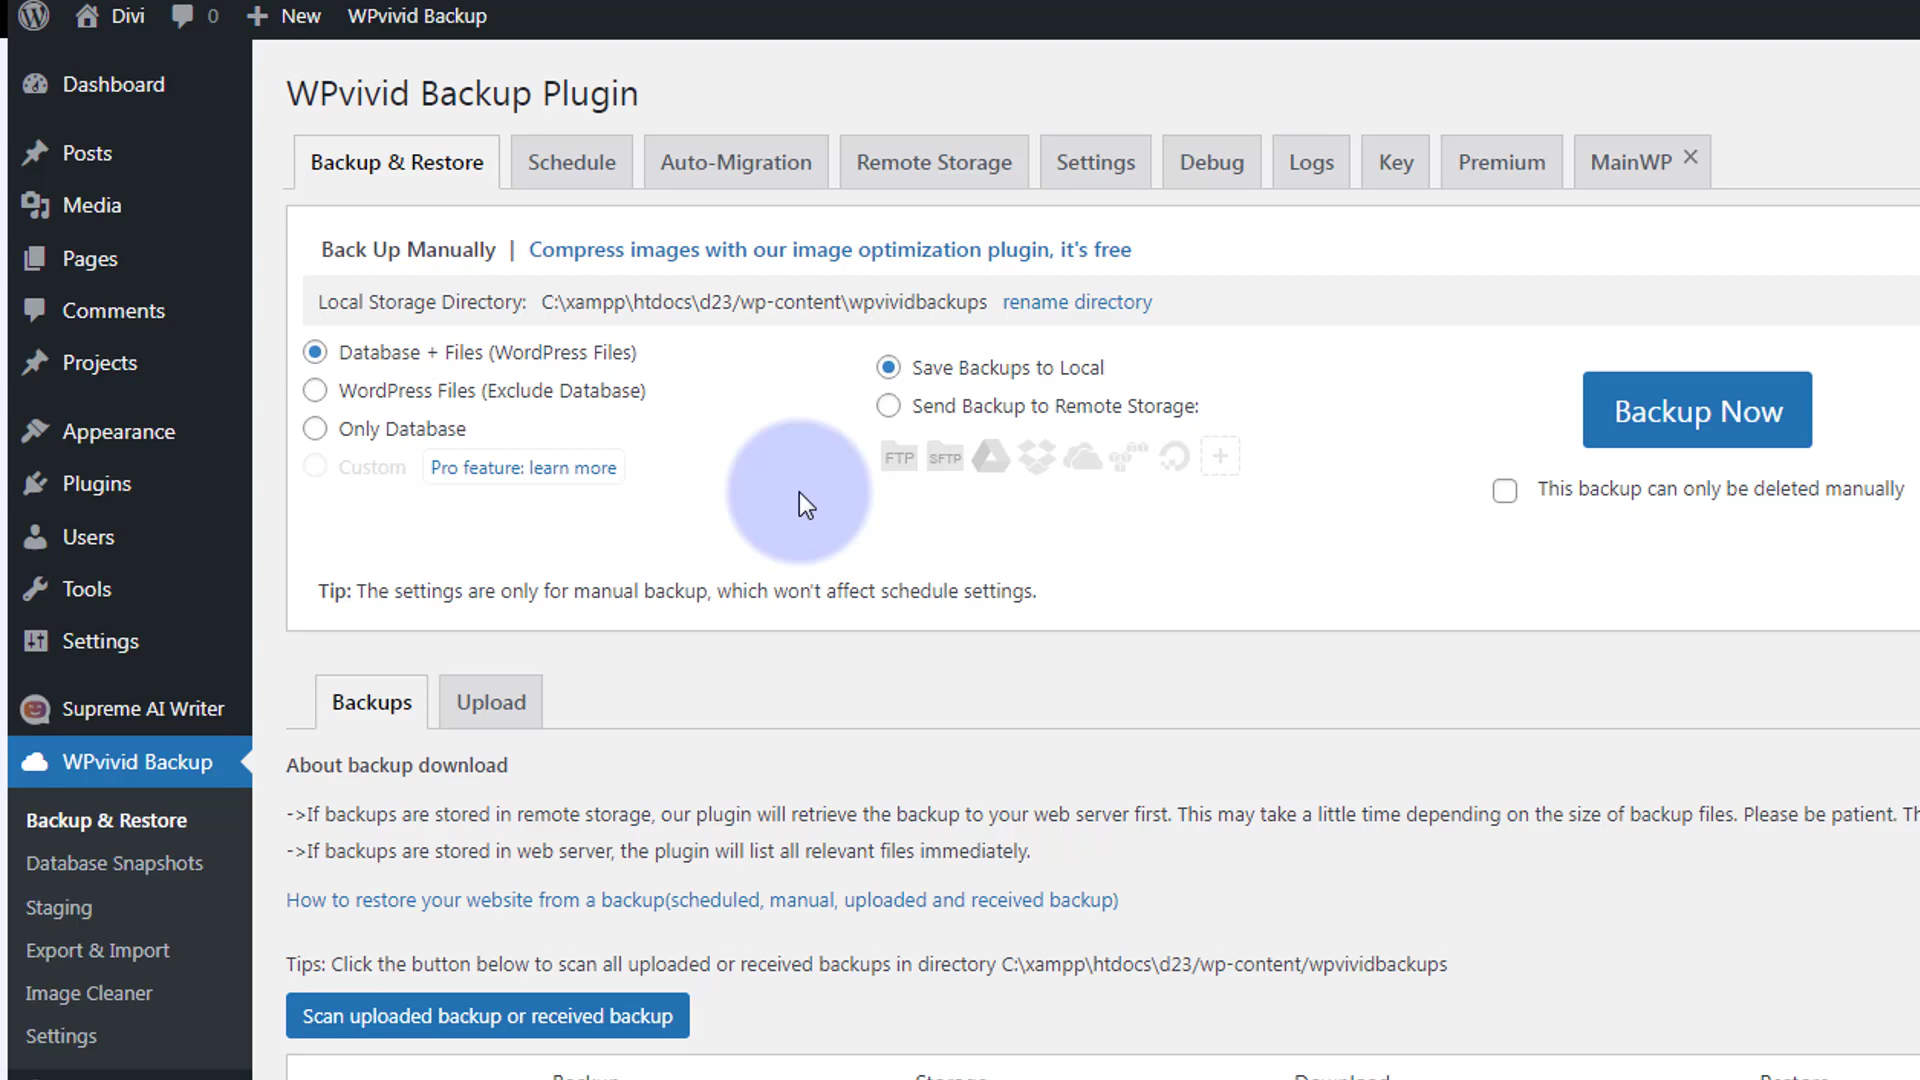 Divi 0 New WPvivid Backup
Dashboard
Posts
Media
Pages
Comments
Projects
Appearance
Plugins
Users
Tools
Settings
Supreme AI Writer
WPvivid Backup
Backup & Restore
Database Snapshots
Staging
Export & Import
Image Cleaner
Settings
WPvivid Backup Plugin
Backup & Restore Schedule Auto-Migration Remote Storage Settings Debug Logs Key Premium MainWP
Back Up Manually | Compress images with our image optimization plugin, it's free
Local Storage Directory: C:\xampp\htdocs\d23/wp-content\wpvividbackups rename directory
Database + Files (WordPress Files)
WordPress Files (Exclude Database)
Only Database
Custom Pro feature: learn more
Save Backups to Local
Send Backup to Remote Storage:
FTP SFTP
Backup Now
This backup can only be deleted manually
Tip: The settings are only for manual backup, which won't affect schedule settings.
Backups Upload
About backup download
->If backups are stored in remote storage, our plugin will retrieve the backup to your web server first. This may take a little time depending on the size of backup files. Please be patient. Th
->If backups are stored in web server, the plugin will list all relevant files immediately.
How to restore your website from a backup(scheduled, manual, uploaded and received backup)
Tips: Click the button below to scan all uploaded or received backups in directory C:\xampp\htdocs\d23/wp-content/wpvividbackups
Scan uploaded backup or received backup
Backup Storage Download Restore